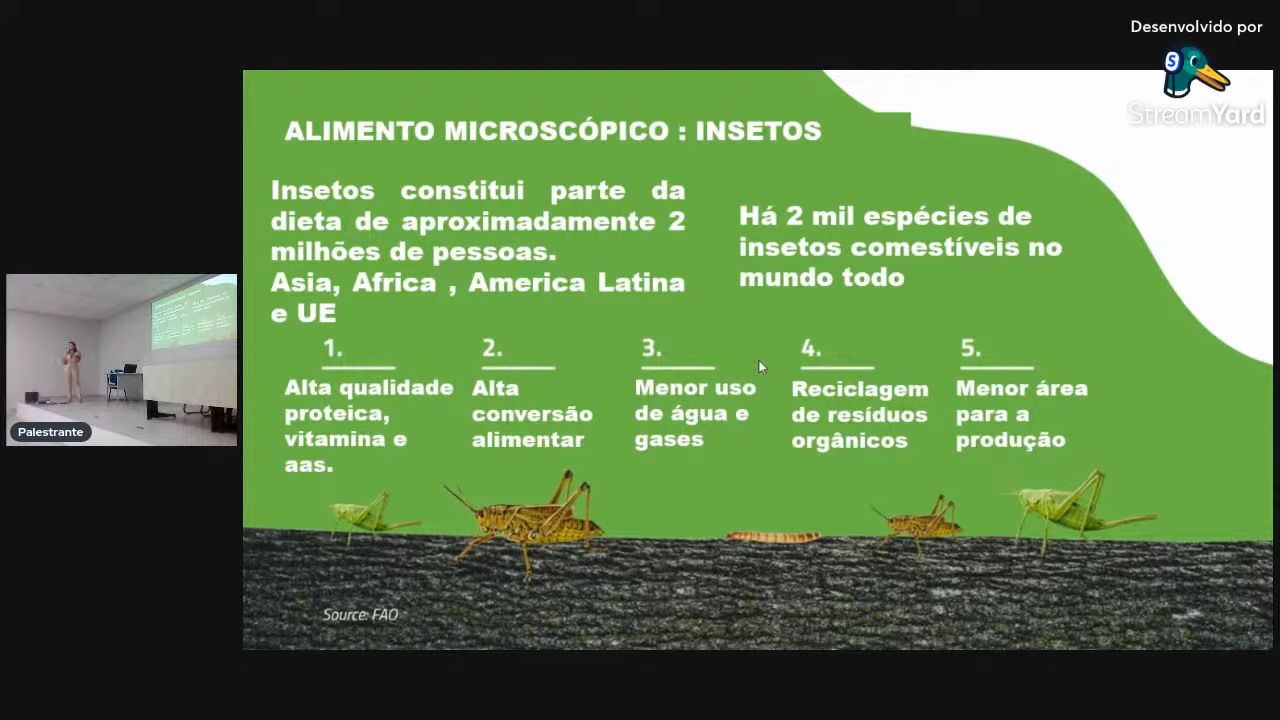 Desenvolvido por
StreamYard
ALIMENTO MICROSCÓPICO : INSETOS
Insetos constitui parte da
dieta de aproximadamente 2
milhões de pessoas.
Asia, Africa , America Latina
e UE
Há 2 mil espécies de
insetos comestíveis no
mundo todo
1.
Alta qualidade
proteica,
vitamina e
aas.
2.
Alta
conversão
alimentar
3.
Menor uso
de água e
gases
4.
Reciclagem
de resíduos
orgânicos
5.
Menor área
para a
produção
Source: FAO
Palestrante